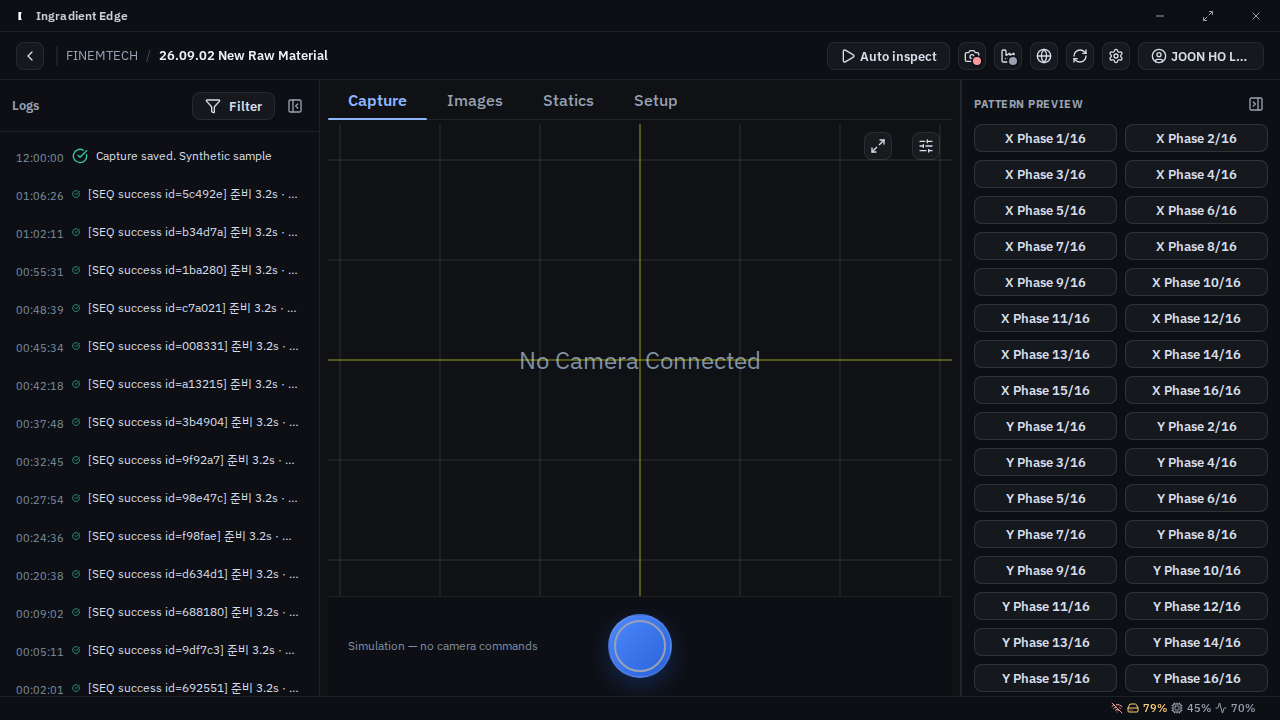 Ingradient Edge
FINEMTECH / 26.09.02 New Raw Material
Auto inspect
JOON HO L...
Logs
Filter
12:00:00 Capture saved. Synthetic sample
01:06:26 [SEQ success id=5c492e] 준비 3.2s · ...
01:02:11 [SEQ success id=b34d7a] 준비 3.2s · ...
00:55:31 [SEQ success id=1ba280] 준비 3.2s · ...
00:48:39 [SEQ success id=c7a021] 준비 3.2s · ...
00:45:34 [SEQ success id=008331] 준비 3.2s · ...
00:42:18 [SEQ success id=a13215] 준비 3.2s · ...
00:37:48 [SEQ success id=3b4904] 준비 3.2s · ...
00:32:45 [SEQ success id=9f92a7] 준비 3.2s · ...
00:27:54 [SEQ success id=98e47c] 준비 3.2s · ...
00:24:36 [SEQ success id=f98fae] 준비 3.2s · ...
00:20:38 [SEQ success id=d634d1] 준비 3.2s · ...
00:09:02 [SEQ success id=688180] 준비 3.2s · ...
00:05:11 [SEQ success id=9df7c3] 준비 3.2s · ...
00:02:01 [SEQ success id=692551] 준비 3.2s · ...
Capture Images Statics Setup
No Camera Connected
Simulation — no camera commands
PATTERN PREVIEW
X Phase 1/16 X Phase 2/16
X Phase 3/16 X Phase 4/16
X Phase 5/16 X Phase 6/16
X Phase 7/16 X Phase 8/16
X Phase 9/16 X Phase 10/16
X Phase 11/16 X Phase 12/16
X Phase 13/16 X Phase 14/16
X Phase 15/16 X Phase 16/16
Y Phase 1/16 Y Phase 2/16
Y Phase 3/16 Y Phase 4/16
Y Phase 5/16 Y Phase 6/16
Y Phase 7/16 Y Phase 8/16
Y Phase 9/16 Y Phase 10/16
Y Phase 11/16 Y Phase 12/16
Y Phase 13/16 Y Phase 14/16
Y Phase 15/16 Y Phase 16/16
79% 45% 70%